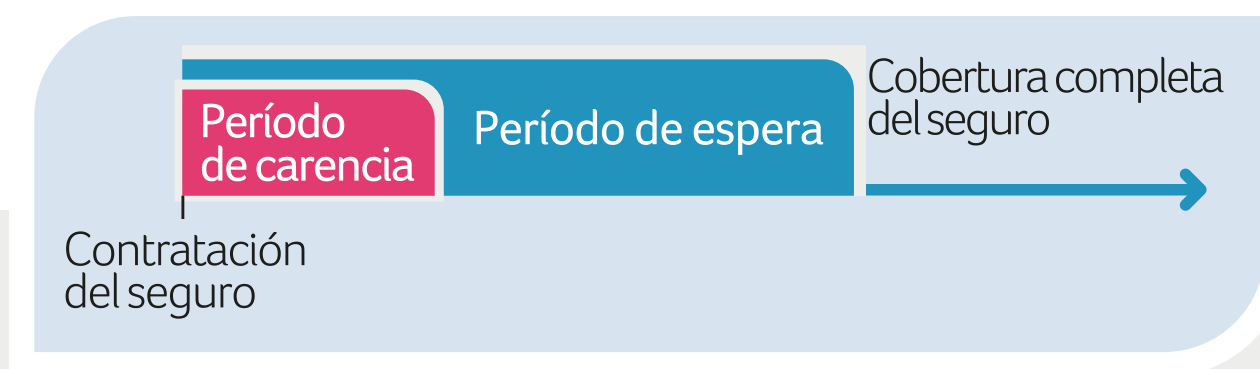 Período
de carencia
Período de espera
Cobertura completa
del seguro
Contratación
del seguro